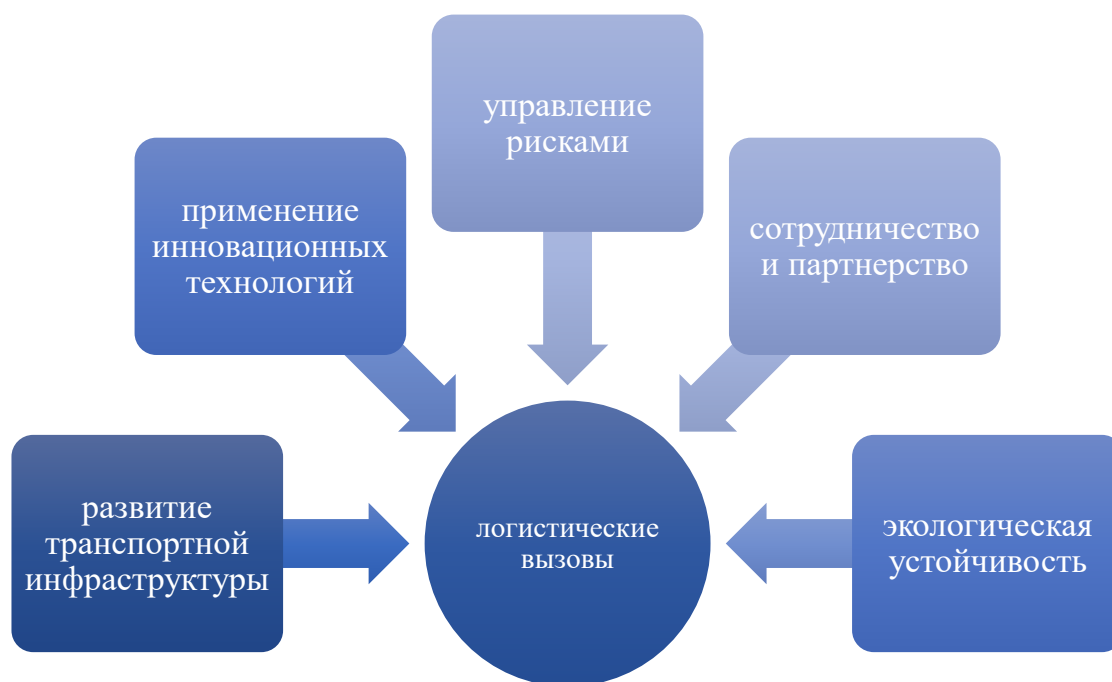 управление
рисками
применение
инновационных
технологий
сотрудничество
и партнерство
развитие
транспортной
инфраструктуры
логистические
вызовы
экологическая
устойчивость